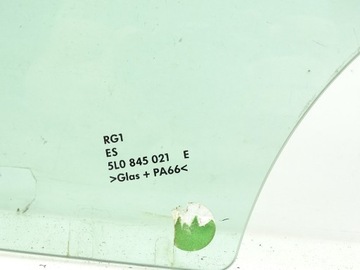 RG1
ES
5L0 845 021 E
>Glas + PA66<